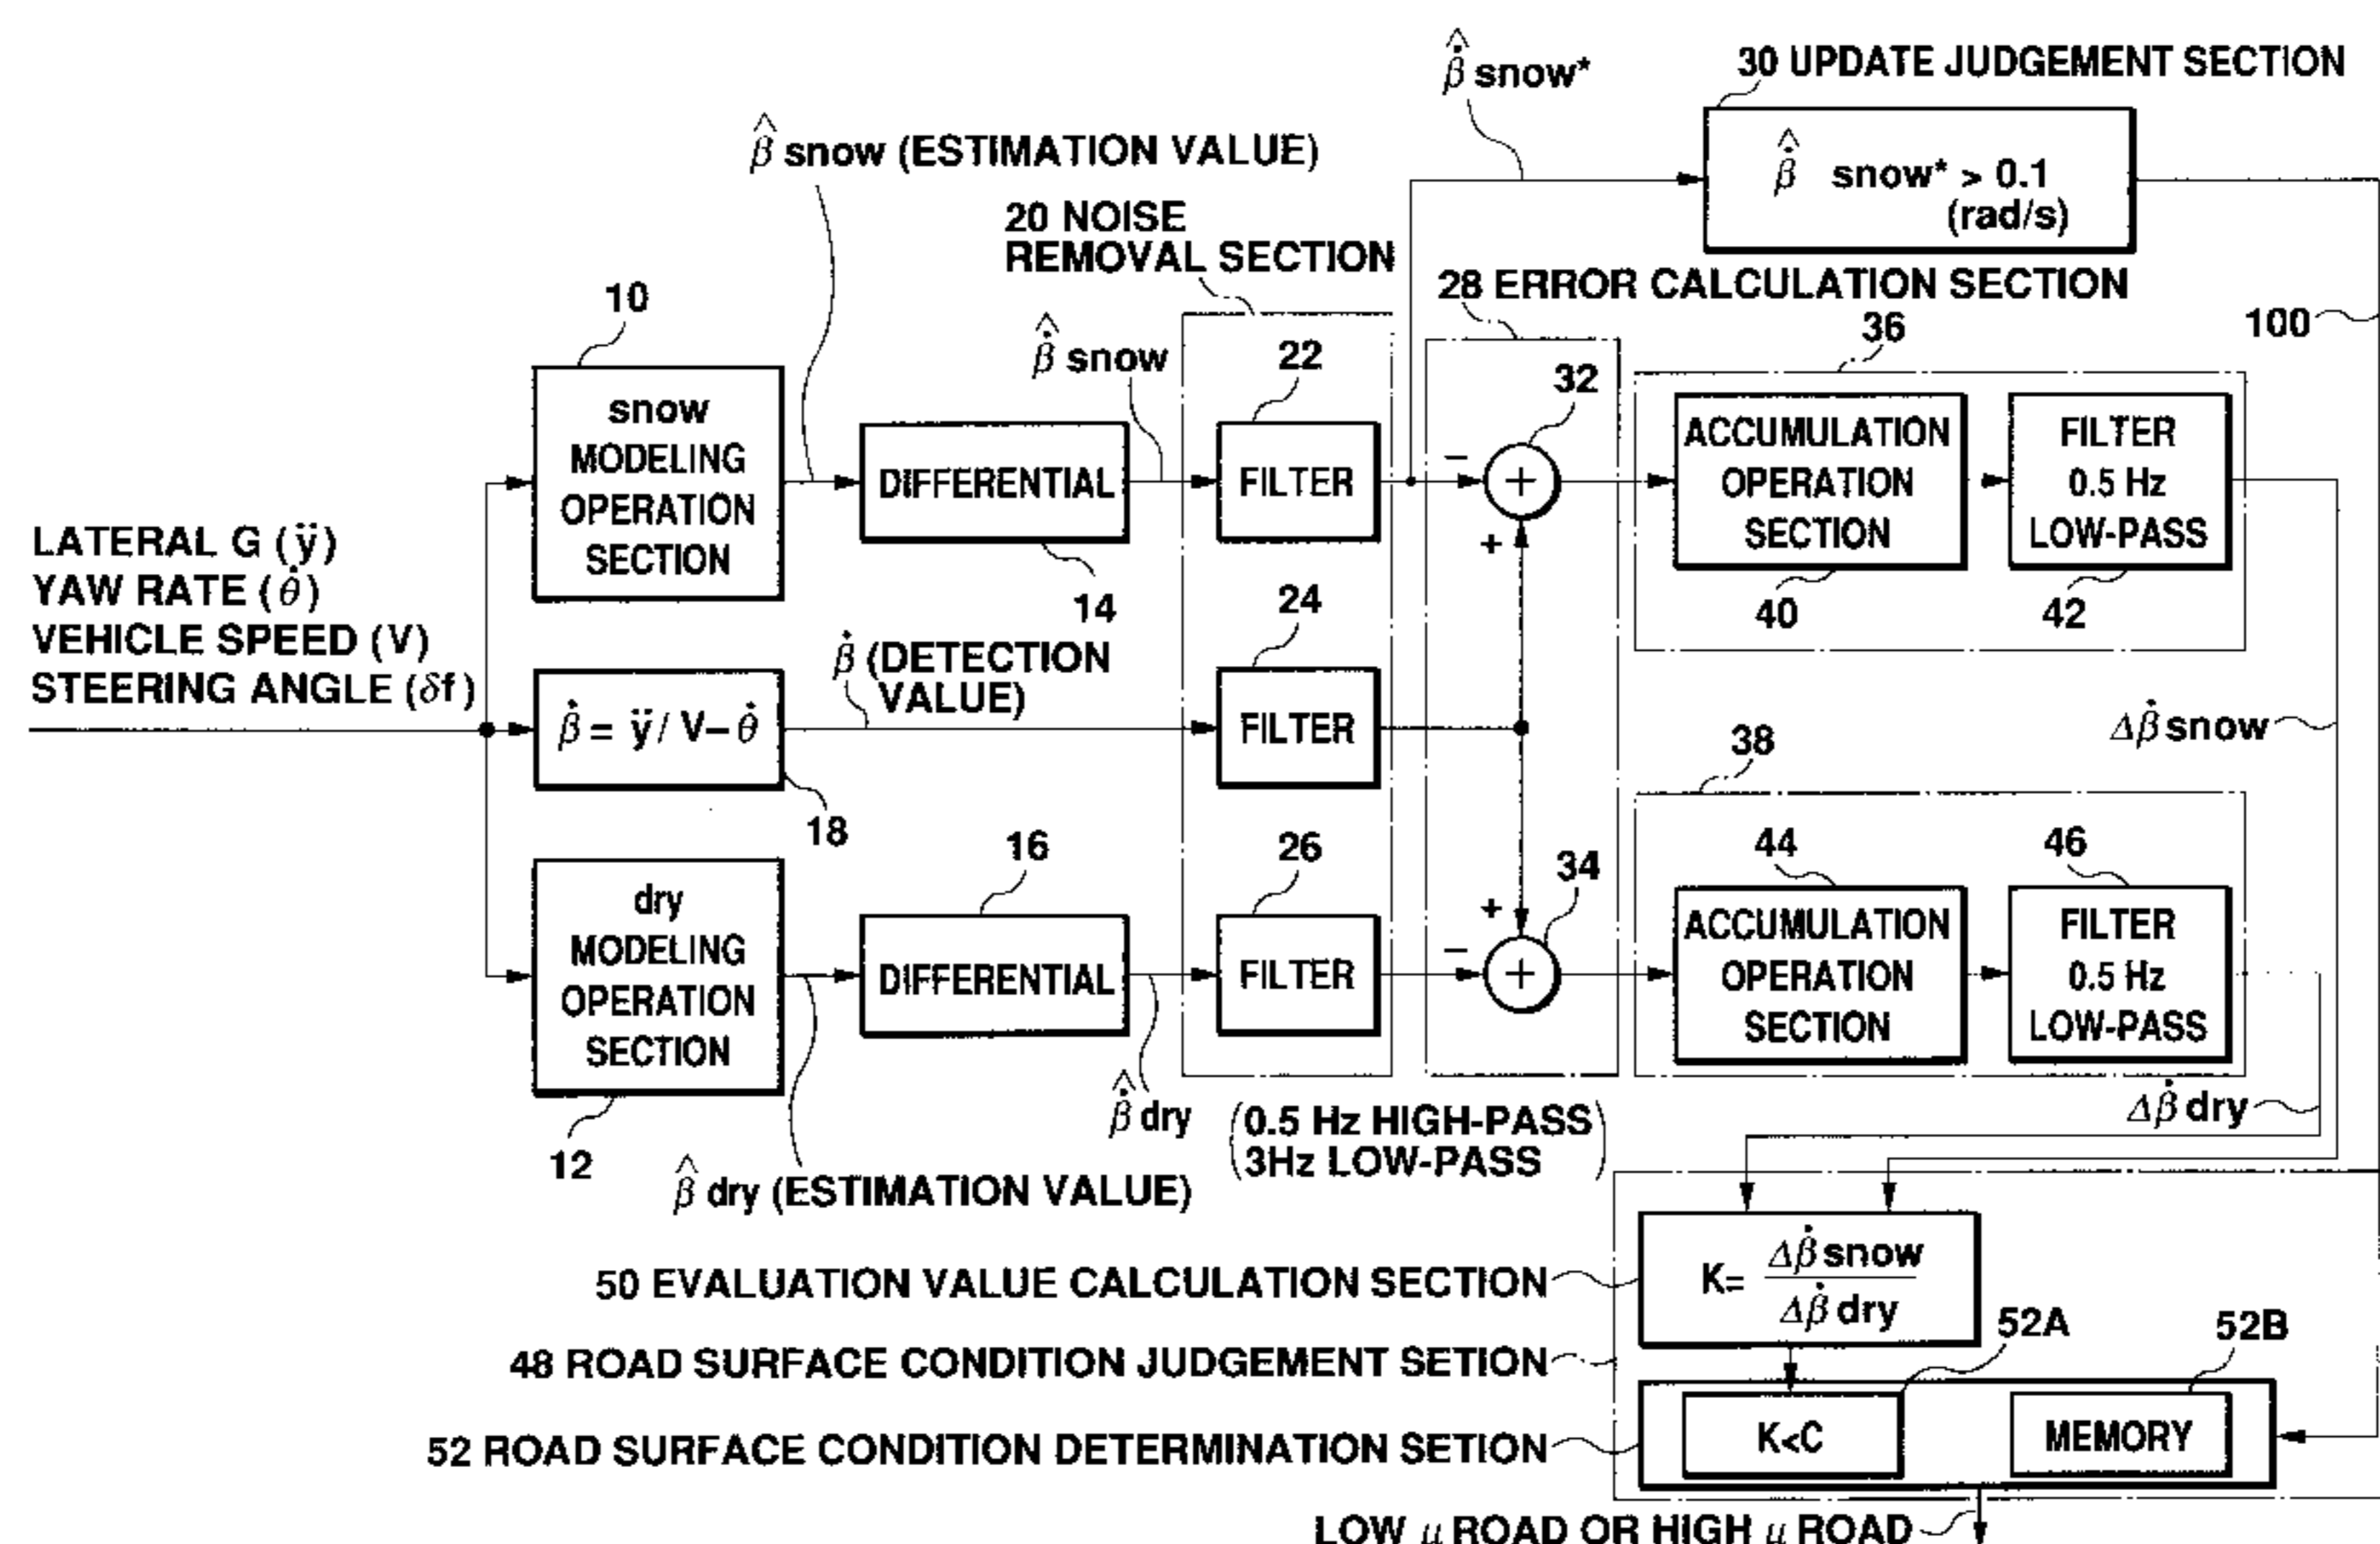 β̂̇ snow*
30 UPDATE JUDGEMENT SECTION
β̂̇ snow* > 0.1
(rad/s)
β̂ snow (ESTIMATION VALUE)
20 NOISE
REMOVAL SECTION
28 ERROR CALCULATION SECTION
100
10
β̂̇ snow
22
32
36
snow
MODELING
OPERATION
SECTION
DIFFERENTIAL
14
FILTER
−
+
+
ACCUMULATION
OPERATION
SECTION
40
FILTER
0.5 Hz
LOW-PASS
42
LATERAL G (ÿ)
YAW RATE (θ̇)
VEHICLE SPEED (V)
STEERING ANGLE (δf)
β̇ = ÿ / V− θ̇
18
β̇ (DETECTION
VALUE)
24
FILTER
Δβ̇ snow
38
dry
MODELING
OPERATION
SECTION
12
16
DIFFERENTIAL
26
FILTER
34
+
−
+
44
ACCUMULATION
OPERATION
SECTION
46
FILTER
0.5 Hz
LOW-PASS
β̂̇ dry
(0.5 Hz HIGH-PASS
3Hz LOW-PASS)
β̂ dry (ESTIMATION VALUE)
Δβ̇ dry
50 EVALUATION VALUE CALCULATION SECTION
K= Δβ̇ snow
Δβ̇ dry
48 ROAD SURFACE CONDITION JUDGEMENT SETION
52A
52B
52 ROAD SURFACE CONDITION DETERMINATION SETION
K<C
MEMORY
LOW μ ROAD OR HIGH μ ROAD